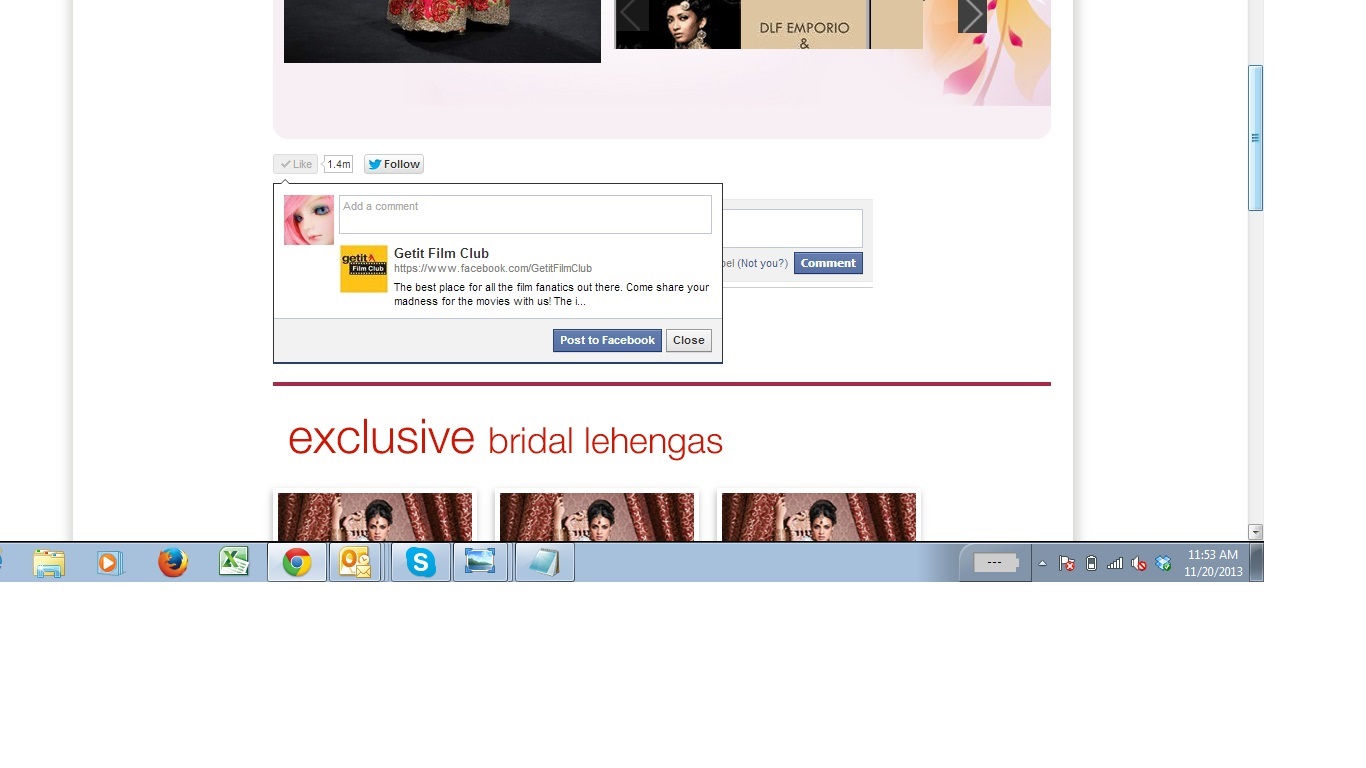 DLF EMPORIO
&
Like
1.4m
Follow
Add a comment
Getit Film Club
https://www.facebook.com/GetitFilmClub
The best place for all the film fanatics out there. Come share your
madness for the movies with us! The i...
getit
Film Club
(Not you?)
Comment
Post to Facebook
Close
exclusive bridal lehengas
---
11:53 AM
11/20/2013